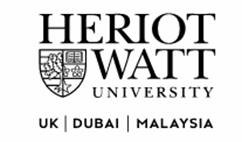 HERIOT
WATT
UNIVERSITY
UK | DUBAI | MALAYSIA